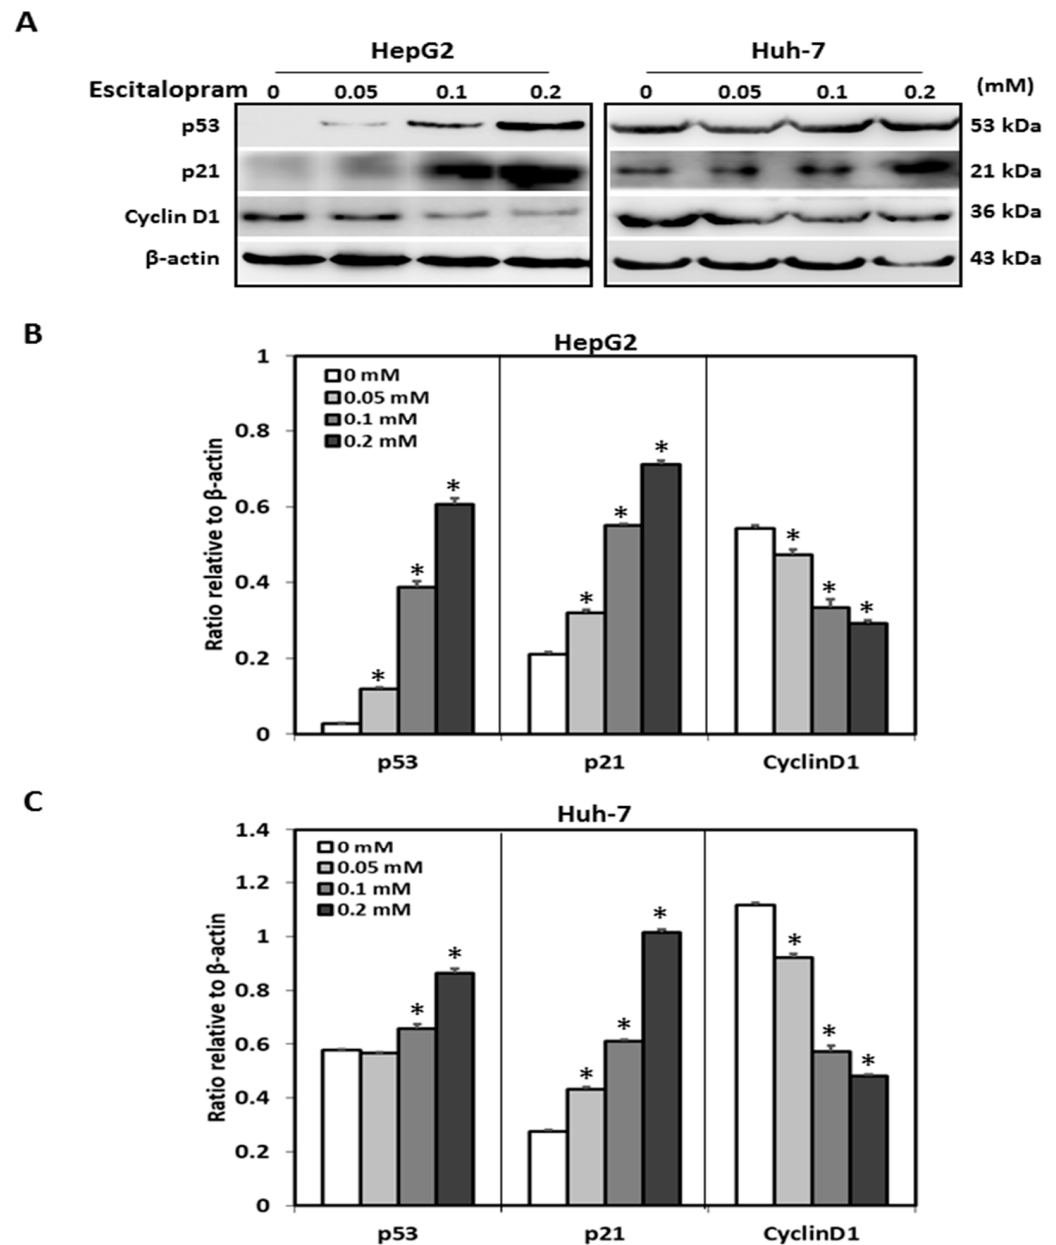 A
HepG2 Huh-7
Escitalopram 0 0.05 0.1 0.2 0 0.05 0.1 0.2 (mM)
p53 53 kDa
p21 21 kDa
Cyclin D1 36 kDa
β-actin 43 kDa
B
HepG2
1
0.8
0.6
0.4
0.2
0
Ratio relative to β-actin
0 mM
0.05 mM
0.1 mM
0.2 mM
* * * * * * * * *
p53 p21 CyclinD1
C
Huh-7
1.4
1.2
1
0.8
0.6
0.4
0.2
0
Ratio relative to β-actin
0 mM
0.05 mM
0.1 mM
0.2 mM
* * * * * * * *
p53 p21 CyclinD1